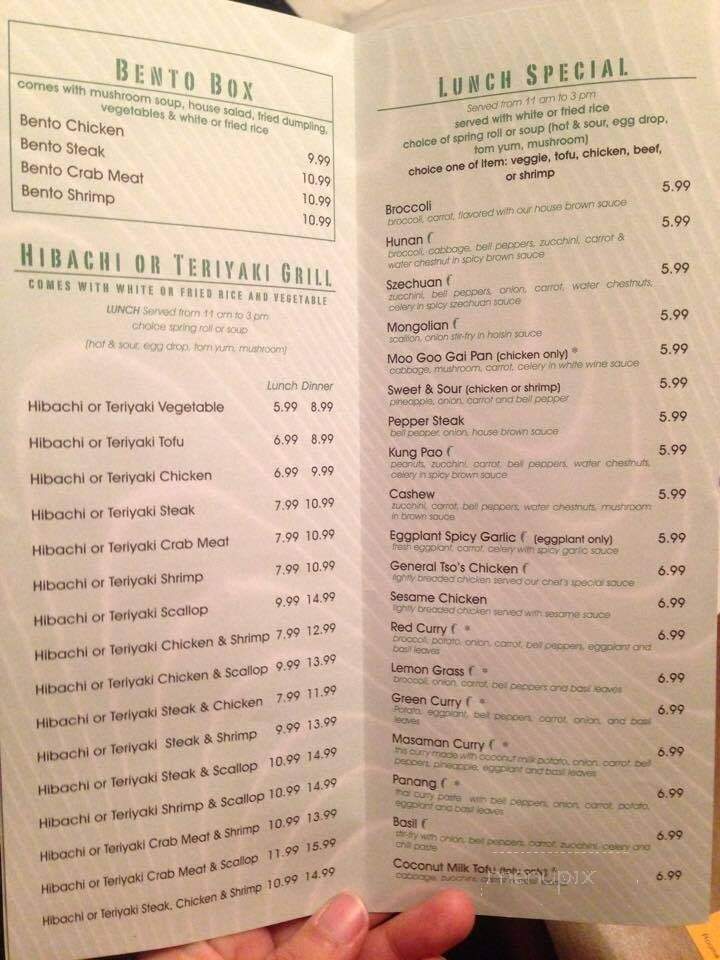 BENTO BOX
comes with mushroom soup, house salad, fried dumpling,
vegetables & white or fried rice
Bento Chicken 9.99
Bento Steak 10.99
Bento Crab Meat 10.99
Bento Shrimp 10.99
HIBACHI OR TERIYAKI GRILL
COMES WITH WHITE OR FRIED RICE AND VEGETABLE
LUNCH Served from 11 am to 3 pm
choice spring roll or soup
(hot & sour, egg drop, tom yum, mushroom)
Lunch Dinner
Hibachi or Teriyaki Vegetable 5.99 8.99
Hibachi or Teriyaki Tofu 6.99 8.99
Hibachi or Teriyaki Chicken 6.99 9.99
Hibachi or Teriyaki Steak 7.99 10.99
Hibachi or Teriyaki Crab Meat 7.99 10.99
Hibachi or Teriyaki Shrimp 7.99 10.99
Hibachi or Teriyaki Scallop 9.99 14.99
Hibachi or Teriyaki Chicken & Shrimp 7.99 12.99
Hibachi or Teriyaki Chicken & Scallop 9.99 13.99
Hibachi or Teriyaki Steak & Chicken 7.99 11.99
Hibachi or Teriyaki Steak & Shrimp 9.99 13.99
Hibachi or Teriyaki Steak & Scallop 10.99 14.99
Hibachi or Teriyaki Shrimp & Scallop 10.99 14.99
Hibachi or Teriyaki Crab Meat & Shrimp 10.99 13.99
Hibachi or Teriyaki Crab Meat & Scallop 11.99 15.99
Hibachi or Teriyaki Steak, Chicken & Shrimp 10.99 14.99
LUNCH SPECIAL
Served from 11 am to 3 pm
served with white or fried rice
choice of spring roll or soup (hot & sour, egg drop,
tom yum, mushroom)
choose one of item: veggie, tofu, chicken, beef,
or shrimp
Broccoli 5.99
broccoli, carrot, flavored with our house brown sauce
Hunan 5.99
broccoli, cabbage, bell peppers, zucchini, carrot &
water chestnut in spicy brown sauce
Szechuan 5.99
zucchini, bell peppers, onion, carrot, water chestnuts,
celery in spicy szechuan sauce
Mongolian 5.99
scallion, onion stir-fry in hoisin sauce
Moo Goo Gai Pan (chicken only) * 5.99
cabbage, mushroom, carrot, celery in white wine sauce
Sweet & Sour (chicken or shrimp) 5.99
pineapple, onion, carrot and bell pepper
Pepper Steak 5.99
bell pepper, onion, house brown sauce
Kung Pao 5.99
peanuts, zucchini, carrot, bell peppers, water chestnuts,
celery in spicy brown sauce
Cashew 5.99
zucchini, carrot, bell peppers, water chestnuts, mushroom
in brown sauce
Eggplant Spicy Garlic (eggplant only) 5.99
fresh eggplant, carrot, celery with spicy garlic sauce
General Tso's Chicken 6.99
lightly breaded chicken served our chef's special sauce
Sesame Chicken 6.99
lightly breaded chicken served with sesame sauce
Red Curry * 6.99
broccoli, potato, onion, carrot, bell peppers, eggplant and
basil leaves
Lemon Grass * 6.99
broccoli, onion, carrot, bell peppers and basil leaves
Green Curry * 6.99
Potato, eggplant, bell peppers, carrot, onion, and basil
leaves
Masaman Curry * 6.99
this curry made with coconut milk potato, onion, carrot, bell
peppers, pineapple, eggplant and basil leaves
Panang * 6.99
thai curry paste with bell peppers, onion, carrot, potato,
eggplant and basil leaves
Basil 6.99
stir-fry with onion, bell peppers, carrot, zucchini, celery and
chili paste
Coconut Milk Tofu 6.99
cabbage, zucchini,
menupix